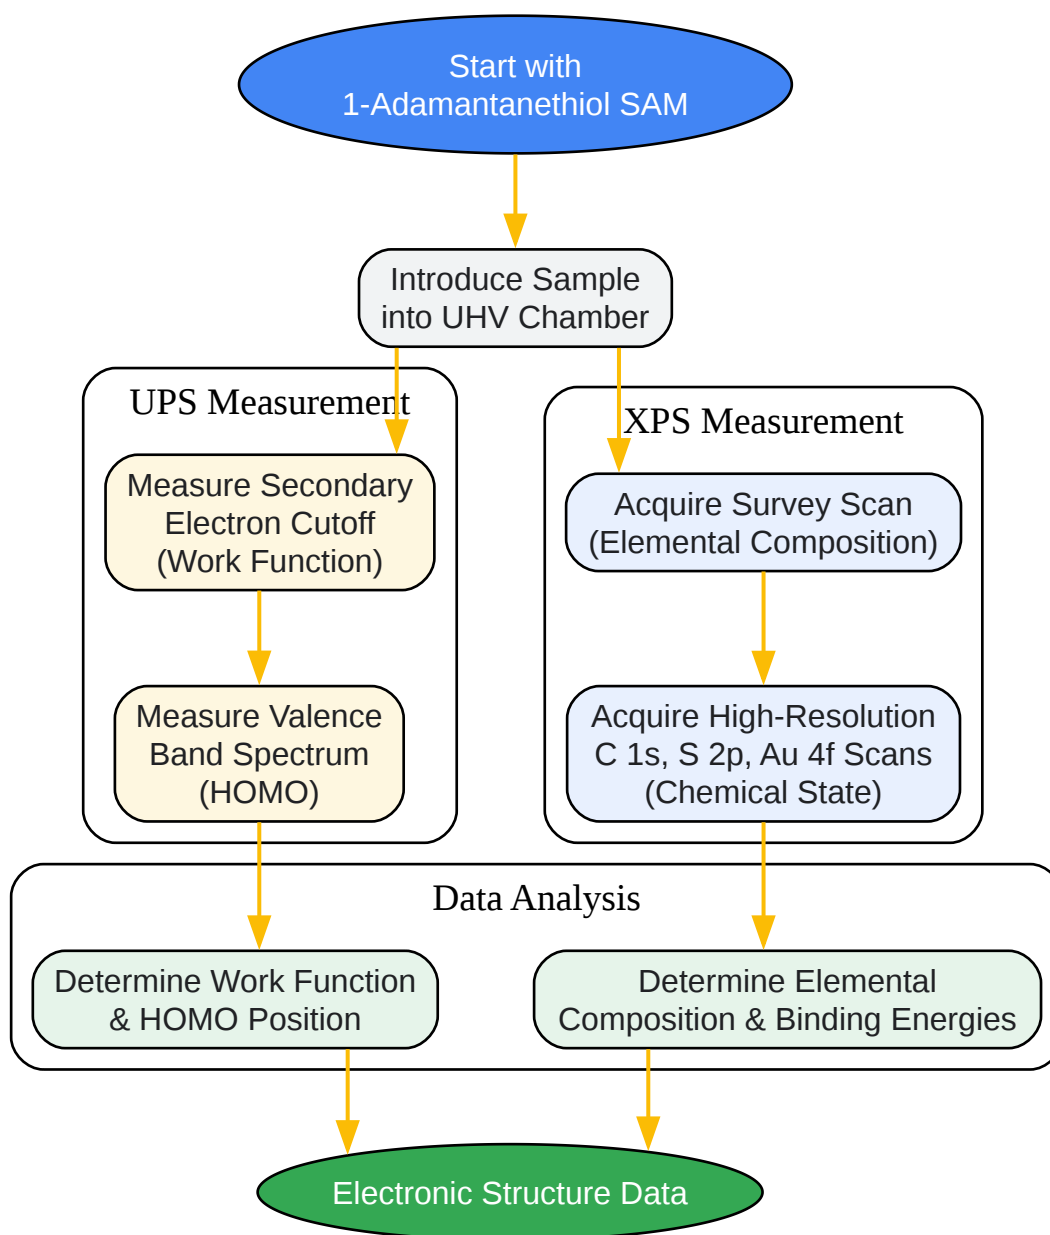 Start with
1-Adamantanethiol SAM
Introduce Sample
into UHV Chamber
UPS Measurement
Measure Secondary
Electron Cutoff
(Work Function)
Measure Valence
Band Spectrum
(HOMO)
XPS Measurement
Acquire Survey Scan
(Elemental Composition)
Acquire High-Resolution
C 1s, S 2p, Au 4f Scans
(Chemical State)
Data Analysis
Determine Work Function
& HOMO Position
Determine Elemental
Composition & Binding Energies
Electronic Structure Data